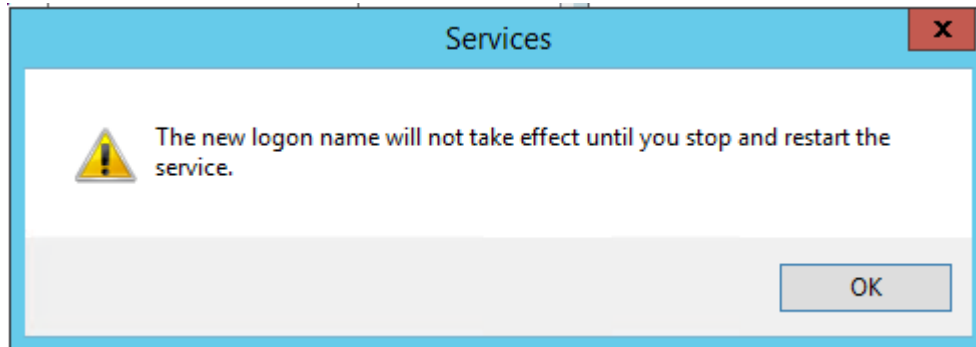 Services
x
The new logon name will not take effect until you stop and restart the
service.
OK